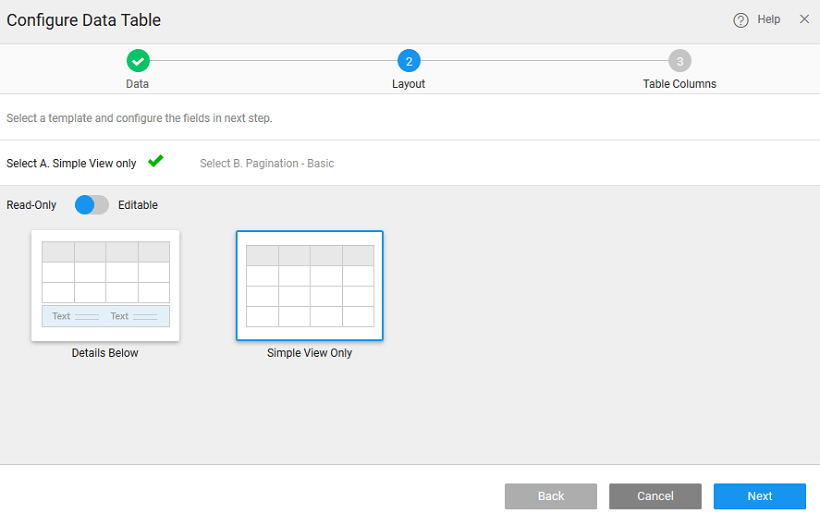 Configure Data Table
Help
2
3
Data
Layout
Table Columns
Select a template and configure the fields in next step.
Select A. Simple View only
Select B. Pagination - Basic
Read-Only
Editable
Text
Text
Details Below
Simple View Only
Back
Cancel
Next